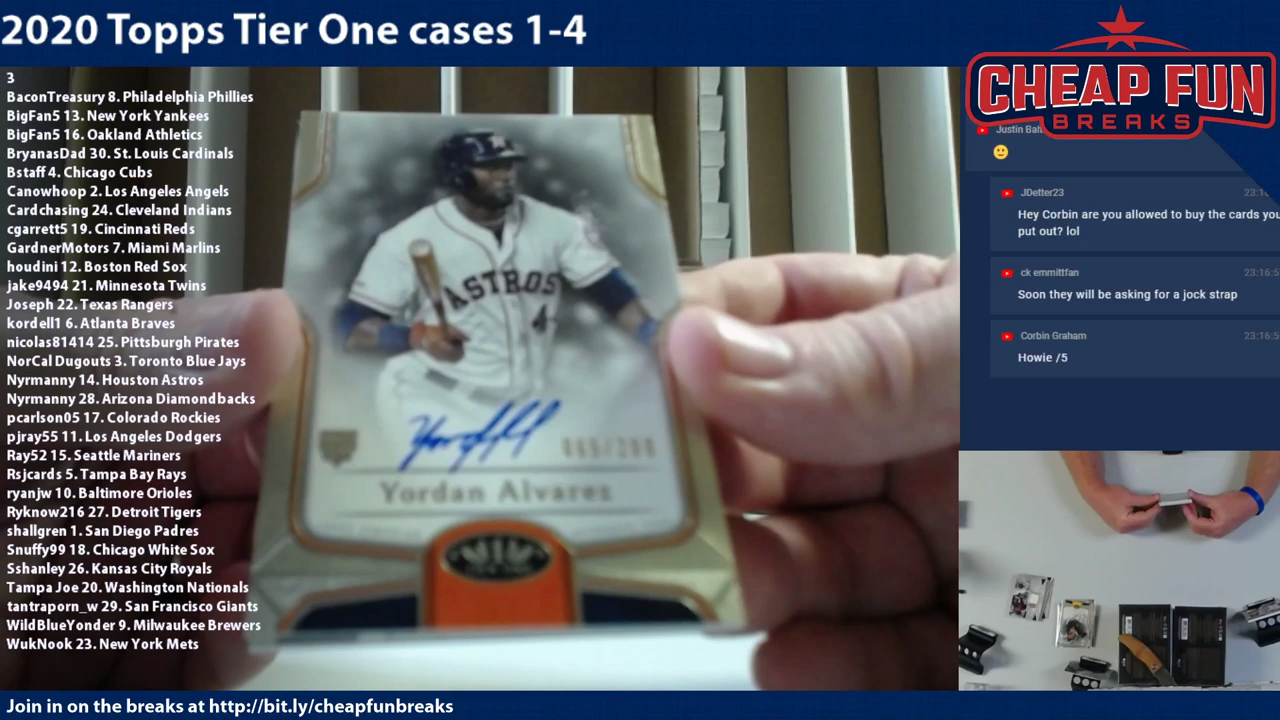 2020 Topps Tier One cases 1-4
3
BaconTreasury 8. Philadelphia Phillies
BigFan5 13. New York Yankees
BigFan5 16. Oakland Athletics
BryanasDad 30. St. Louis Cardinals
Bstaff 4. Chicago Cubs
Canowhoop 2. Los Angeles Angels
Cardchasing 24. Cleveland Indians
cgarrett5 19. Cincinnati Reds
GardnerMotors 7. Miami Marlins
houdini 12. Boston Red Sox
jake9494 21. Minnesota Twins
Joseph 22. Texas Rangers
kordell1 6. Atlanta Braves
nicolas81414 25. Pittsburgh Pirates
NorCal Dugouts 3. Toronto Blue Jays
Nyrmanny 14. Houston Astros
Nyrmanny 28. Arizona Diamondbacks
pcarlson05 17. Colorado Rockies
pjray55 11. Los Angeles Dodgers
Ray52 15. Seattle Mariners
Rsjcards 5. Tampa Bay Rays
ryanjw 10. Baltimore Orioles
Ryknow216 27. Detroit Tigers
shallgren 1. San Diego Padres
Snuffy99 18. Chicago White Sox
Sshanley 26. Kansas City Royals
Tampa Joe 20. Washington Nationals
tantraporn_w 29. San Francisco Giants
WildBlueYonder 9. Milwaukee Brewers
WukNook 23. New York Mets
ASTROS
4
Yordan Alvarez
CHEAP FUN
BREAKS
Justin
JDetter23
Hey Corbin are you allowed to buy the cards you
put out? lol
ck emmittfan 23:16:5
Soon they will be asking for a jock strap
Corbin Graham 23:16:5
Howie /5
Join in on the breaks at http://bit.ly/cheapfunbreaks